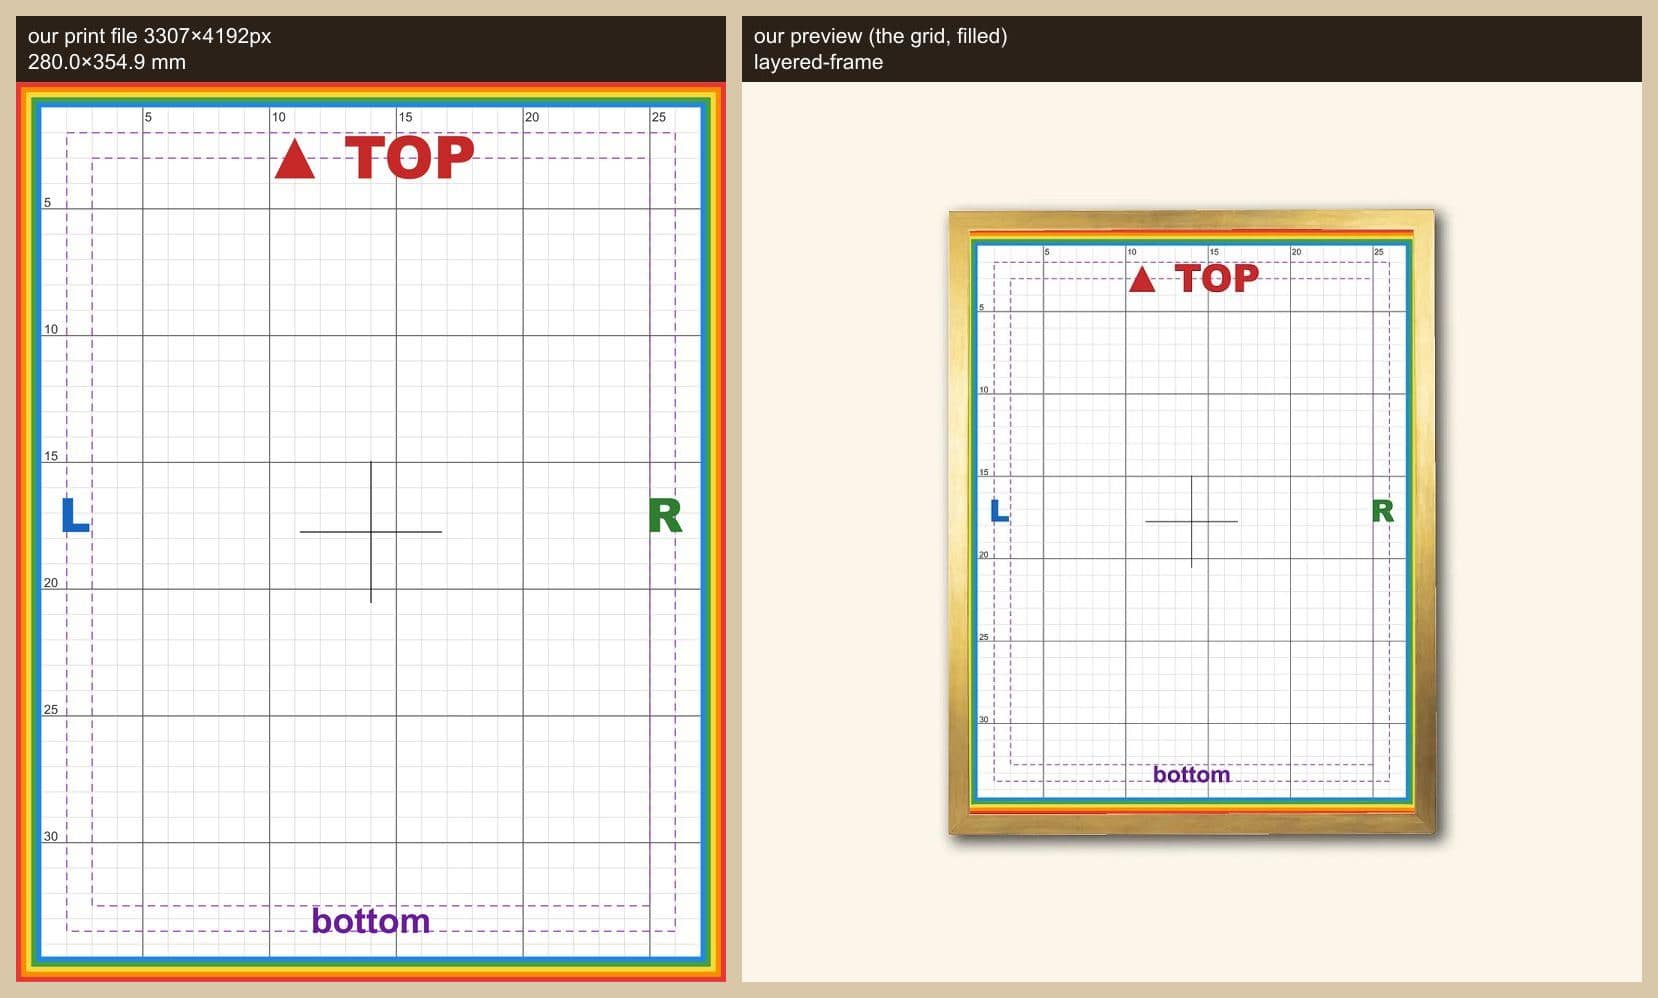 our print file 3307×4192px
280.0×354.9 mm
5 10 15 20 25
▲ TOP
5
10
15
L R
20
25
30
bottom
our preview (the grid, filled)
layered-frame
5 10 15 20 25
▲ TOP
5
10
15
L R
20
25
30
bottom